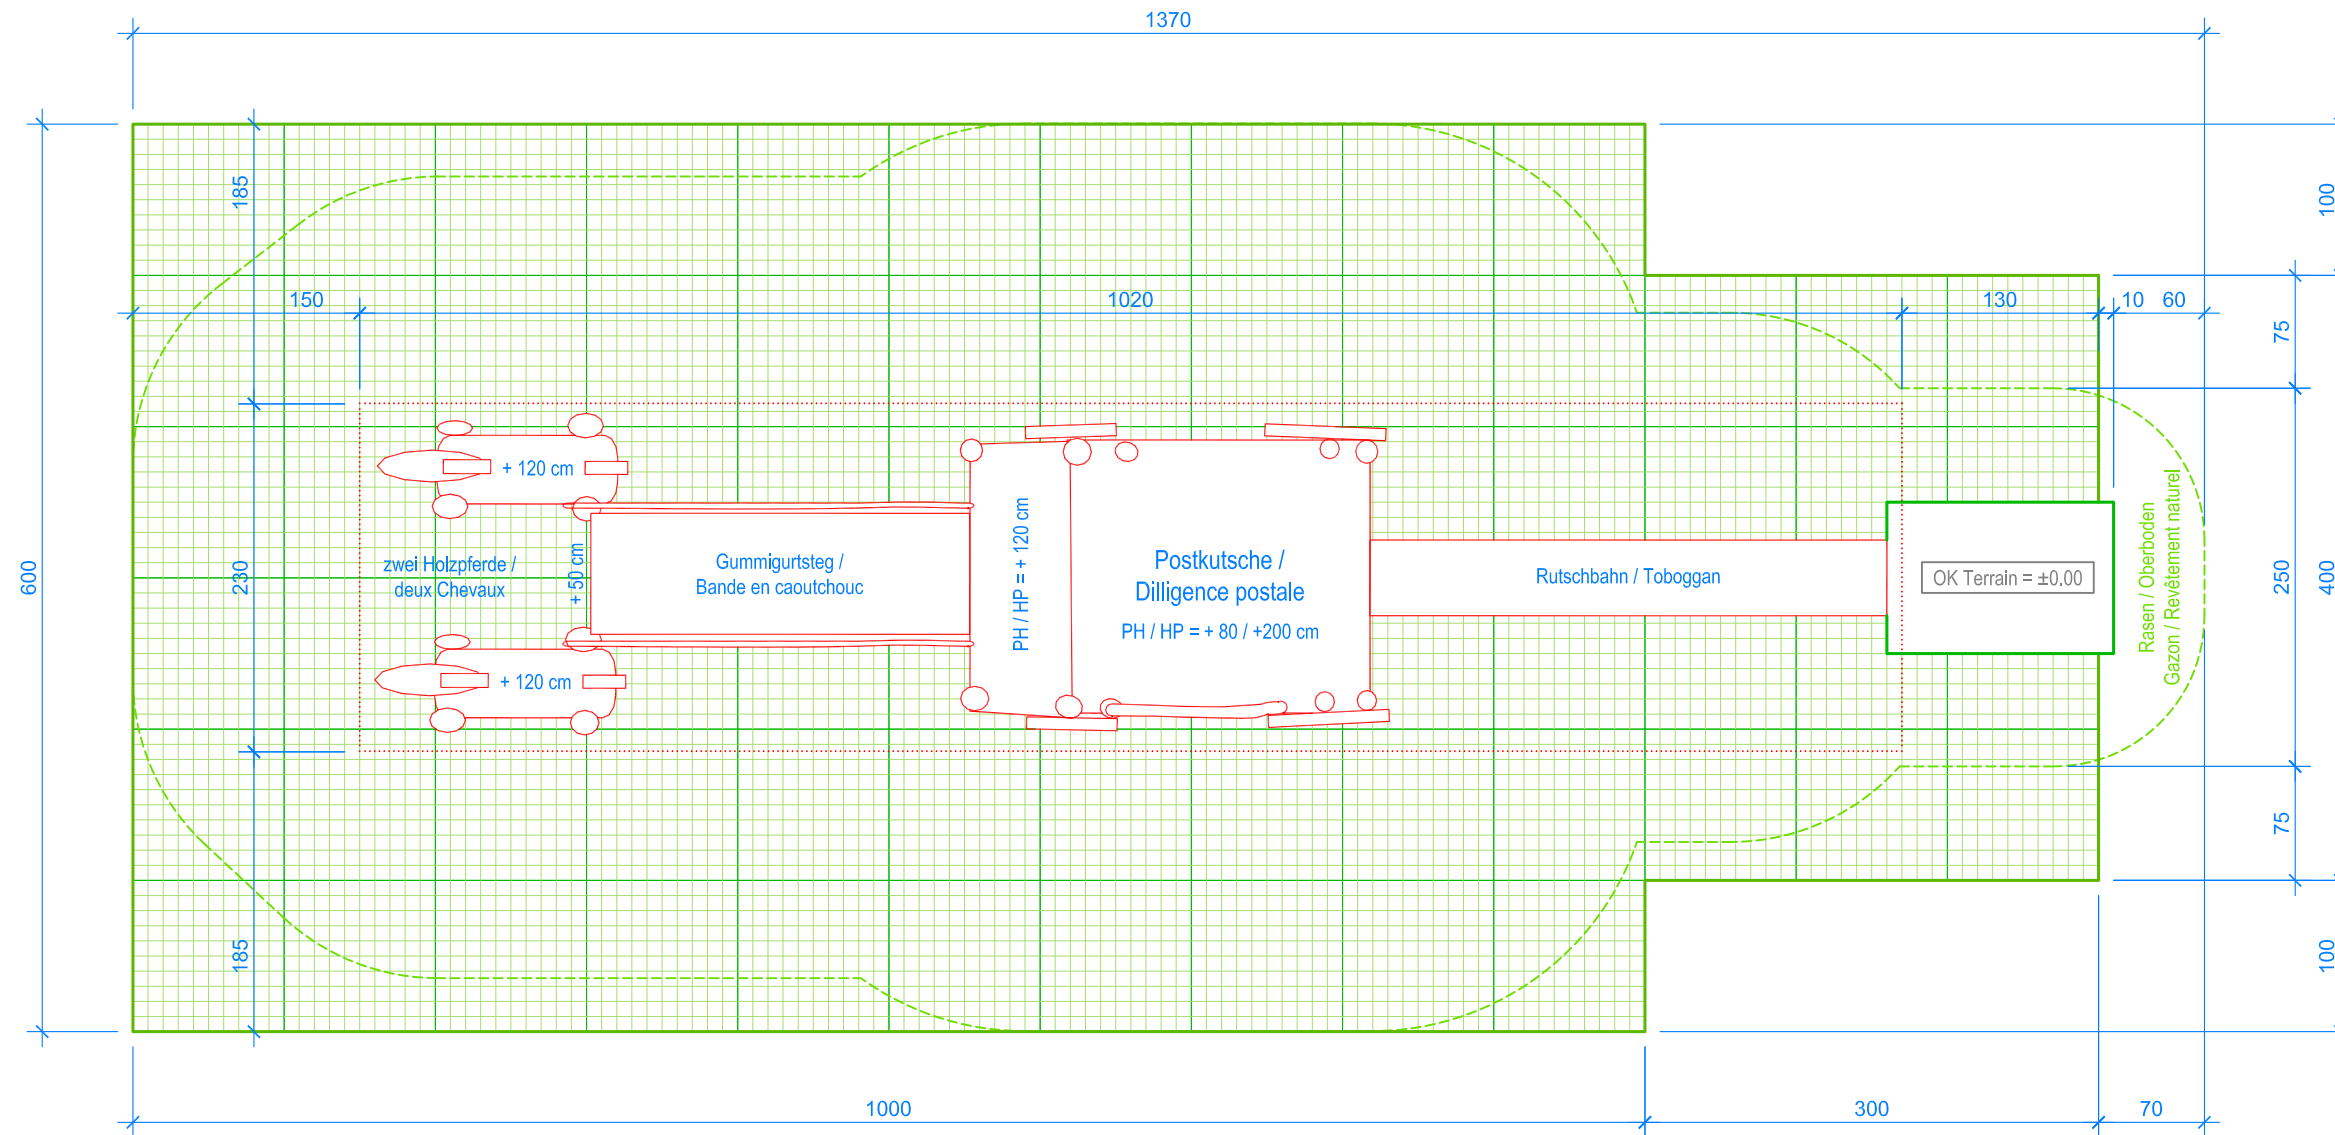 1370
185
100
150
1020
130
10
60
75
+ 120 cm
zwei Holzpferde /
deux Chevaux
+ 50 cm
Gummigurtsteg /
Bande en caoutchouc
PH / HP = + 120 cm
Postkutsche /
Dilligence postale
PH / HP = + 80 / +200 cm
Rutschbahn / Toboggan
OK Terrain = ±0.00
Rasen / Oberboden
Gazon / Revêtement naturel
600
230
250
400
+ 120 cm
75
185
100
1000
300
70